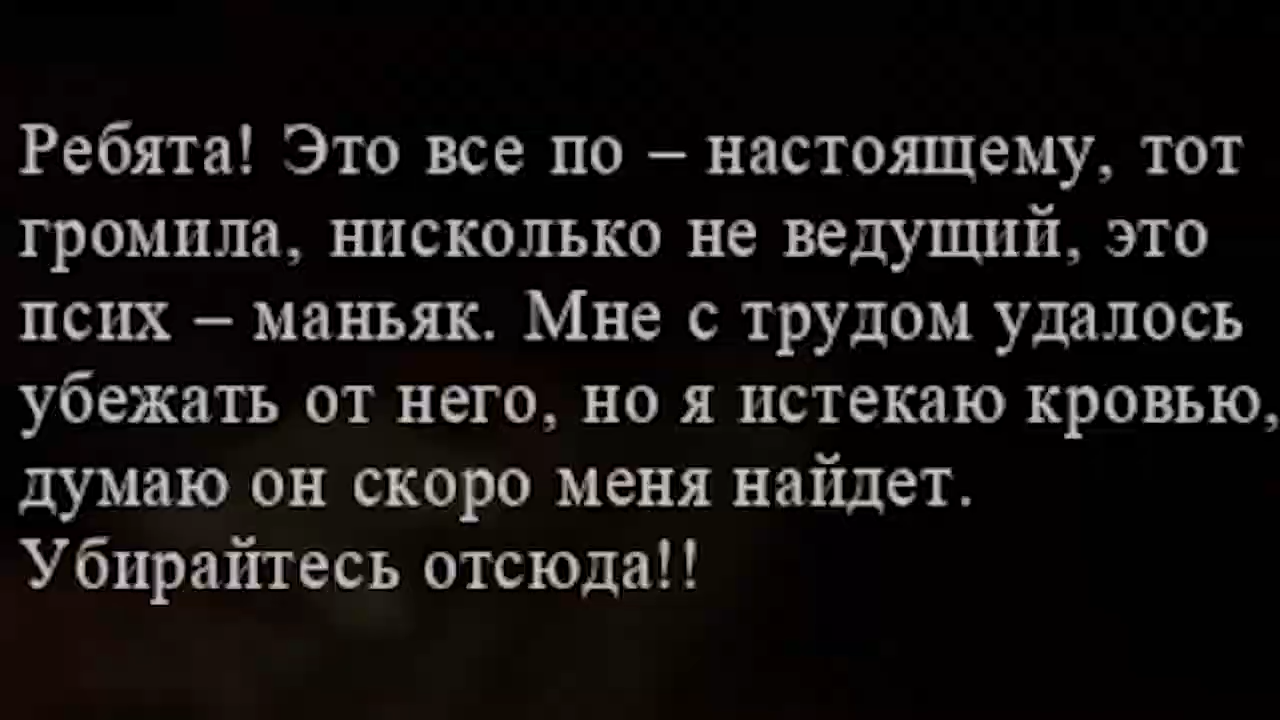 Ребята! Это все по – настоящему, тот
громила, нисколько не ведущий, это
псих – маньяк. Мне с трудом удалось
убежать от него, но я истекаю кровью,
думаю он скоро меня найдет.
Убирайтесь отсюда!!